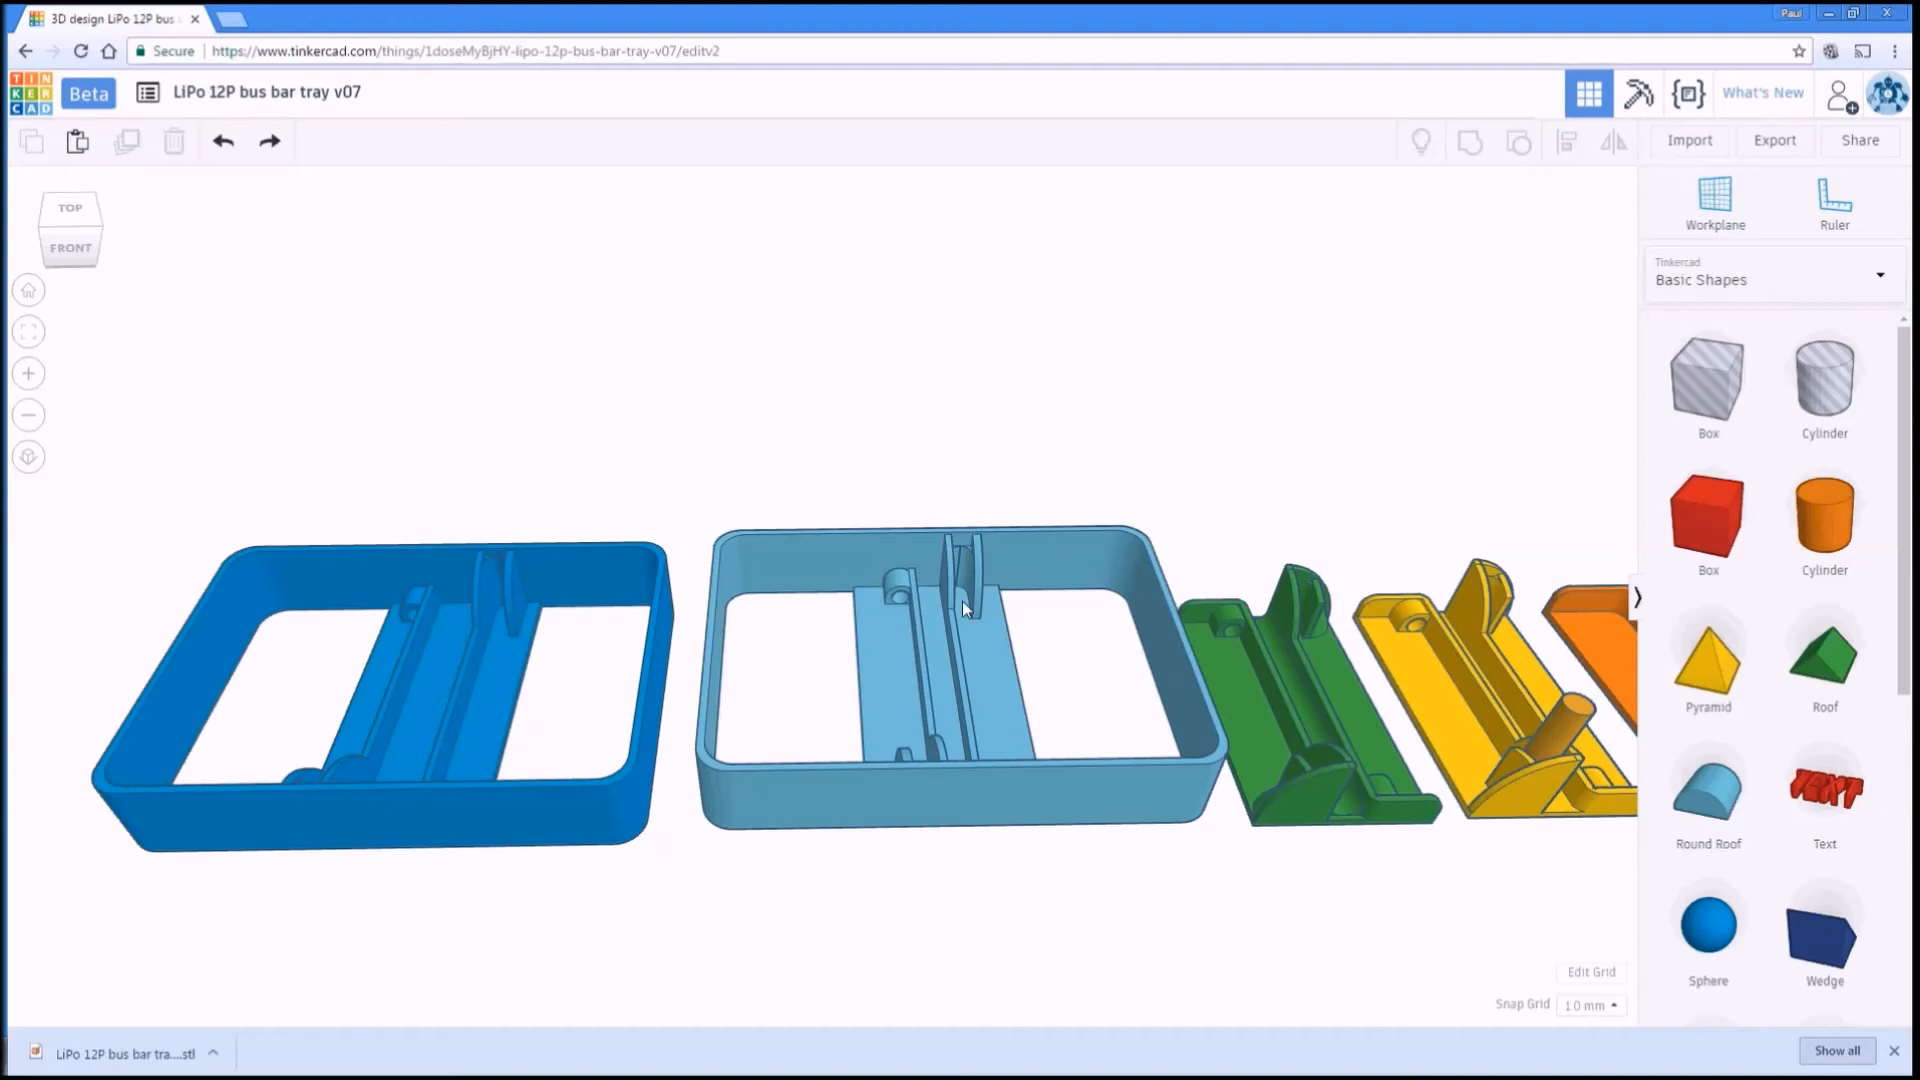 3D design LiPo 12P bus
Paul
Secure
https://www.tinkercad.com/things/1doseMyBjHY-lipo-12p-bus-bar-tray-v07/editv2
TIN
KER
CAD
Beta
LiPo 12P bus bar tray v07
What's New
Import
Export
Share
TOP
FRONT
Workplane
Ruler
Tinkercad
Basic Shapes
Box
Cylinder
Box
Cylinder
Pyramid
Roof
TEXT
Round Roof
Text
Sphere
Wedge
Edit Grid
Snap Grid
1.0 mm
LiPo 12P bus bar tra....stl
Show all